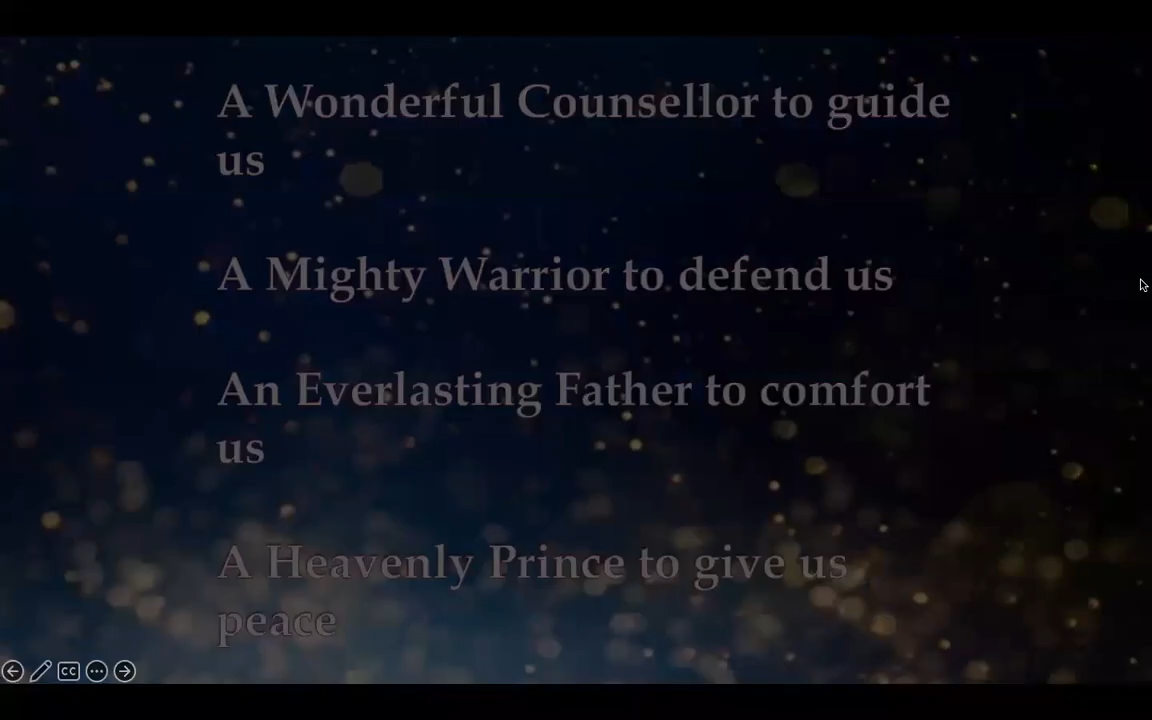 A Wonderful Counsellor to guide
us
A Mighty Warrior to defend us
An Everlasting Father to comfort
us
A Heavenly Prince to give us
peace
CC